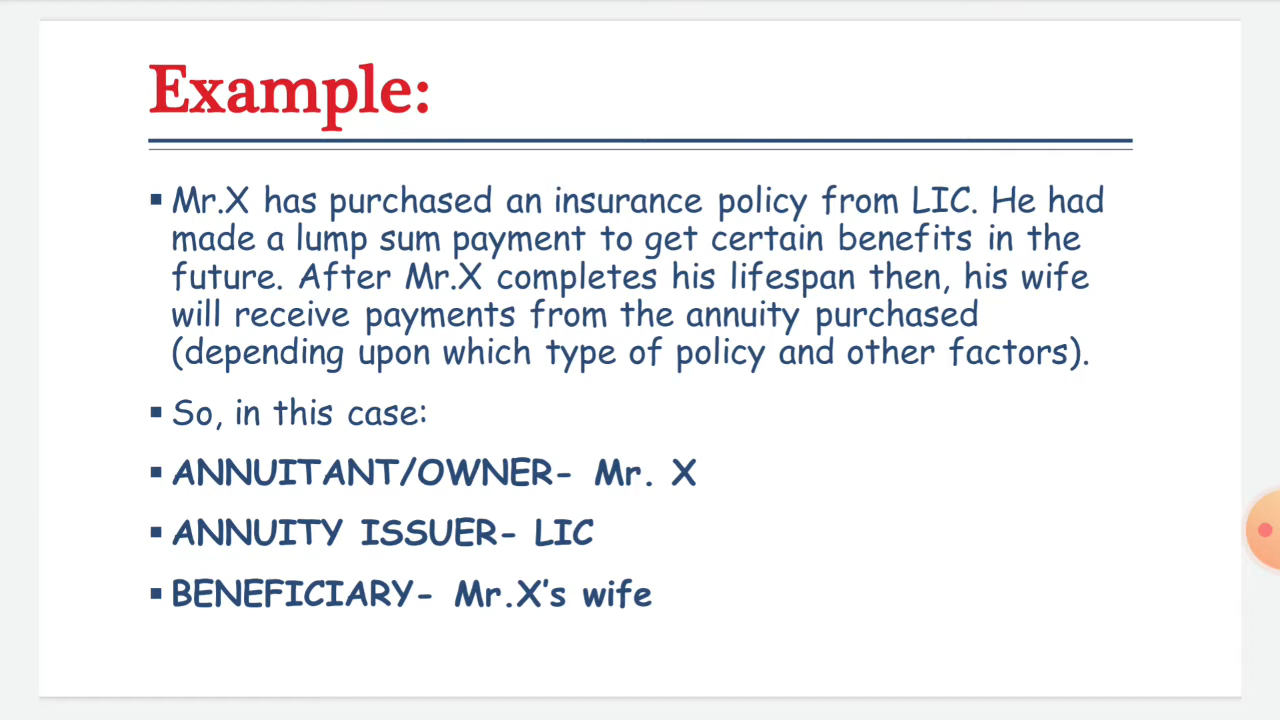 Example:
▪ Mr.X has purchased an insurance policy from LIC. He had
made a lump sum payment to get certain benefits in the
future. After Mr.X completes his lifespan then, his wife
will receive payments from the annuity purchased
(depending upon which type of policy and other factors).
▪ So, in this case:
▪ ANNUITANT/OWNER- Mr. X
▪ ANNUITY ISSUER- LIC
▪ BENEFICIARY- Mr.X's wife